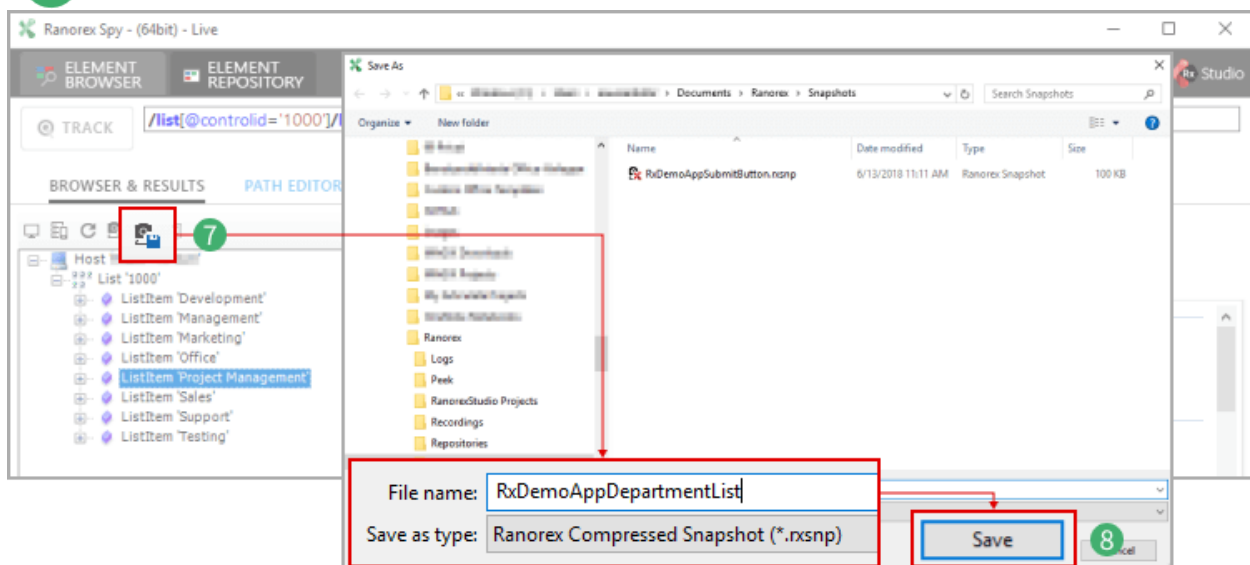 Ranorex Spy - (64bit) - Live
ELEMENT BROWSER
ELEMENT REPOSITORY
Rx Studio
TRACK
/list[@controlid='1000']/l
BROWSER & RESULTS PATH EDITOR
7
Host
List '1000'
ListItem 'Development'
ListItem 'Management'
ListItem 'Marketing'
ListItem 'Office'
ListItem 'Project Management'
ListItem 'Sales'
ListItem 'Support'
ListItem 'Testing'
Save As
« › Documents › Ranorex › Snapshots
Search Snapshots
Organize New folder
Name Date modified Type Size
RxDemoAppSubmitButton.rxsnp 6/13/2018 11:11 AM Ranorex Snapshot 100 KB
Ranorex
Logs
Peek
RanorexStudio Projects
Recordings
Repositories
File name: RxDemoAppDepartmentList
Save as type: Ranorex Compressed Snapshot (*.rxsnp)
Save
8